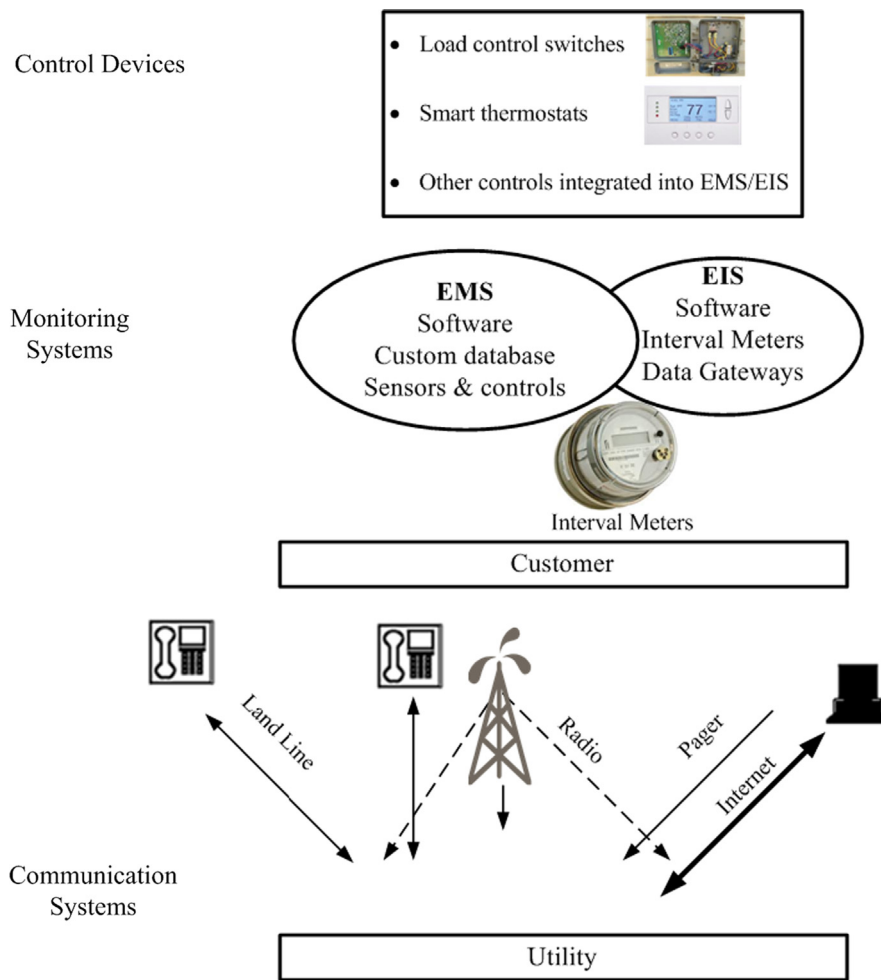 Control Devices
• Load control switches
• Smart thermostats
77
• Other controls integrated into EMS/EIS
Monitoring
Systems
EMS
Software
Custom database
Sensors & controls
EIS
Software
Interval Meters
Data Gateways
Interval Meters
Customer
Land Line
Radio
Pager
Internet
Communication
Systems
Utility